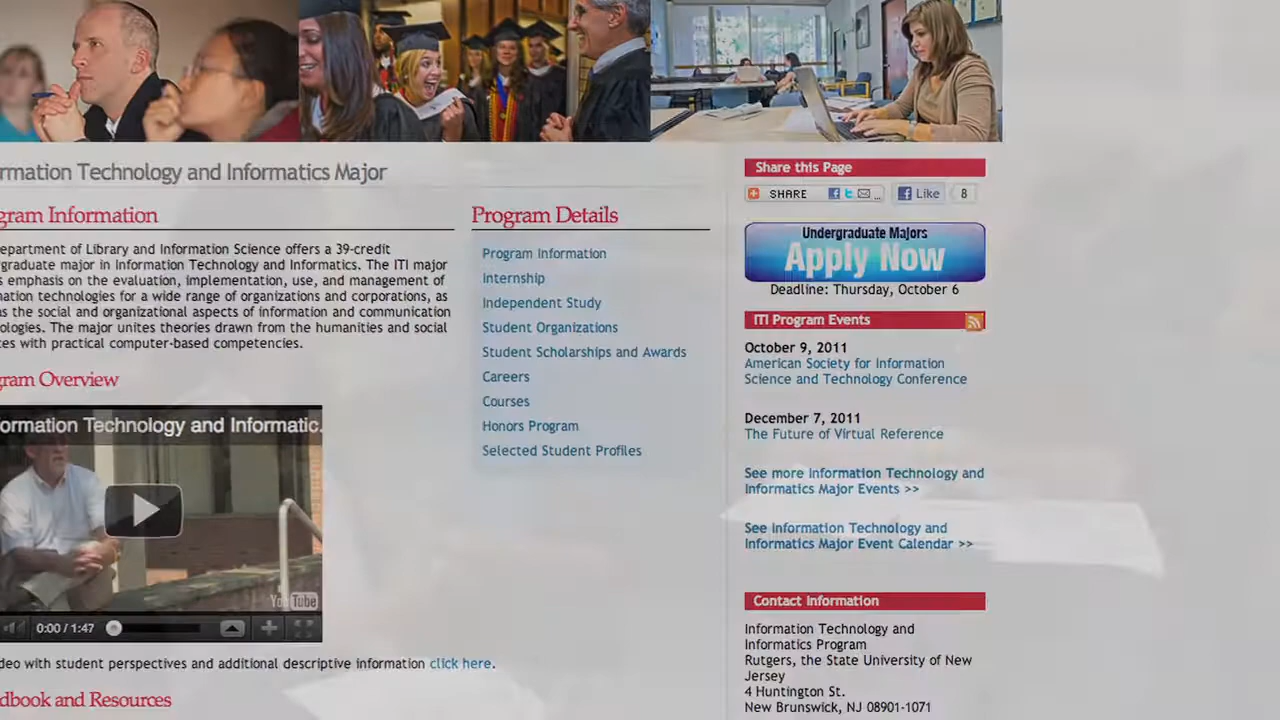 rmation Technology and Informatics Major
gram Information
epartment of Library and Information Science offers a 39-credit
rgraduate major in Information Technology and Informatics. The ITI major
s emphasis on the evaluation, implementation, use, and management of
mation technologies for a wide range of organizations and corporations, as
as the social and organizational aspects of information and communication
ologies. The major unites theories drawn from the humanities and social
ces with practical computer-based competencies.
gram Overview
ormation Technology and Informatic.
YouTube
0:00 / 1:47
deo with student perspectives and additional descriptive information click here.
dbook and Resources
Program Details
Program Information
Internship
Independent Study
Student Organizations
Student Scholarships and Awards
Careers
Courses
Honors Program
Selected Student Profiles
Share this Page
SHARE ... Like 8
Undergraduate Majors
Apply Now
Deadline: Thursday, October 6
ITI Program Events
October 9, 2011
American Society for Information
Science and Technology Conference
December 7, 2011
The Future of Virtual Reference
See more Information Technology and
Informatics Major Events >>
See Information Technology and
Informatics Major Event Calendar >>
Contact Information
Information Technology and
Informatics Program
Rutgers, the State University of New
Jersey
4 Huntington St.
New Brunswick, NJ 08901-1071